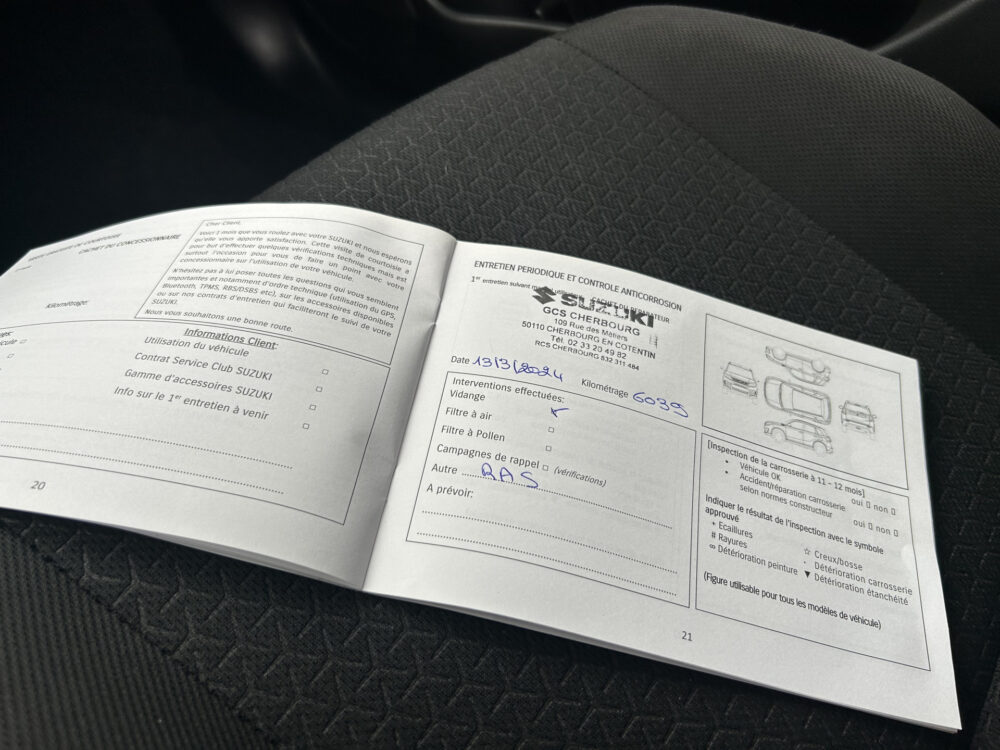 CACHET DU CONCESSIONNAIRE
Kilométrage:
Cher Client,
Voici 1 mois que vous roulez avec votre SUZUKI et nous espérons
qu'elle vous apporte satisfaction. Cette visite de courtoisie a
pour but d'effectuer quelques vérifications techniques mais est
surtout l'occasion pour vous de faire un point avec votre
concessionnaire sur l'utilisation de votre véhicule.
N'hésitez pas à lui poser toutes les questions qui vous semblent
importantes et notamment d'ordre technique (utilisation du GPS,
Bluetooth, TPMS, RBS/DSBS etc), sur les accessoires disponibles
ou sur nos contrats d'entretien qui faciliteront le suivi de votre
SUZUKI.
Nous vous souhaitons une bonne route.
Informations Client:
Utilisation du véhicule □
Contrat Service Club SUZUKI □
Gamme d'accessoires SUZUKI □
Info sur le 1er entretien à venir □
20
ENTRETIEN PERIODIQUE ET CONTROLE ANTICORROSION
1er entretien suivant
CACHET DU REPARATEUR
SUZUKI
GCS CHERBOURG
109 Rue des Métiers
50110 CHERBOURG EN COTENTIN
Tél. 02 33 20 49 82
RCS CHERBOURG 832 311 484
Date 13/3/2024 Kilométrage 6039
Interventions effectuées:
Vidange
Filtre à air □
Filtre à Pollen □
Campagnes de rappel □ (vérifications)
Autre RAS
A prévoir:
[Inspection de la carrosserie à 11 - 12 mois]
• Véhicule OK oui ▯ non ▯
• Accident/réparation carrosserie
selon normes constructeur oui ▯ non ▯
Indiquer le résultat de l'inspection avec le symbole
approuvé
+ Ecaillures ☆ Creux/bosse
# Rayures · Détérioration carrosserie
∞ Détérioration peinture ▼ Détérioration étanchéité
(Figure utilisable pour tous les modèles de véhicule)
21